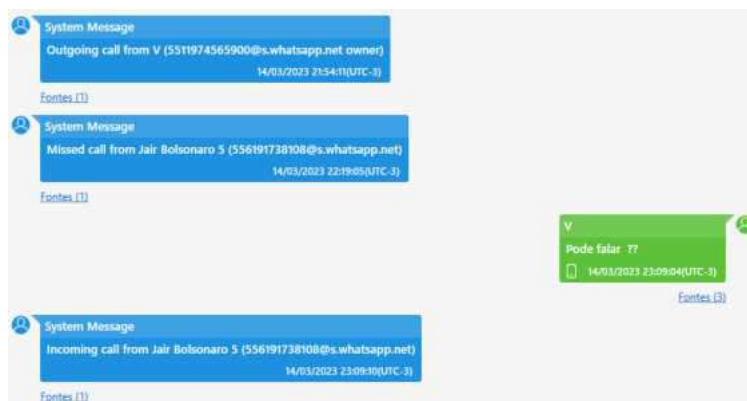 System Message
Outgoing call from V (5511974565900@s.whatsapp.net owner)
14/03/2023 21:54:11(UTC-3)
Fontes (1)
System Message
Missed call from Jair Bolsonaro 5 (556191738108@s.whatsapp.net)
14/03/2023 22:19:05(UTC-3)
Fontes (1)
V
Pode falar ??
14/03/2023 23:09:04(UTC-3)
Fontes (3)
System Message
Incoming call from Jair Bolsonaro 5 (556191738108@s.whatsapp.net)
14/03/2023 23:09:10(UTC-3)
Fontes (1)